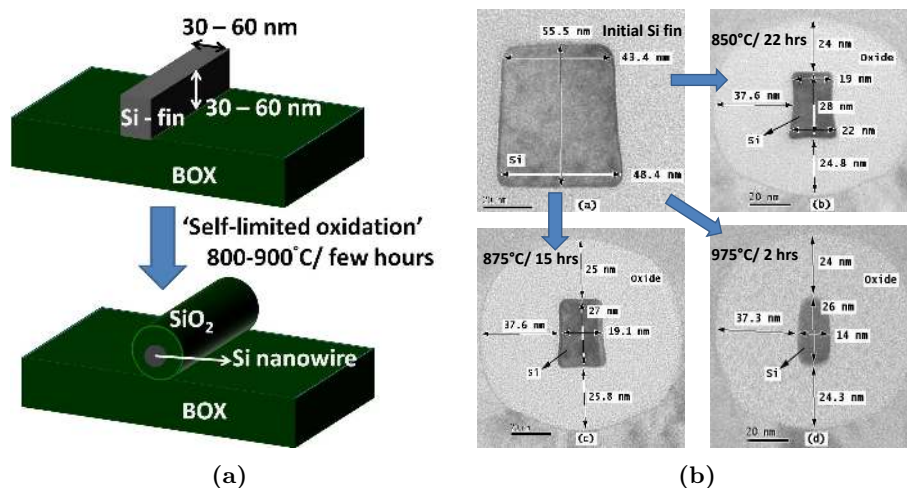 30 – 60 nm
Si - fin
30 – 60 nm
BOX
'Self-limited oxidation'
800-900°C/ few hours
SiO2
Si nanowire
BOX
(a)
55.5 nm
Initial Si fin
43.4 nm
Si
48.4 nm
(a)
850°C/ 22 hrs
24 nm
Oxide
19 nm
37.6 nm
28 nm
Si
22 nm
24.8 nm
20 nm
(b)
875°C/ 15 hrs
25 nm
Oxide
27 nm
37.6 nm
19.1 nm
Si
25.8 nm
(c)
975°C/ 2 hrs
24 nm
Oxide
37.3 nm
26 nm
14 nm
Si
24.3 nm
20 nm
(d)
(b)